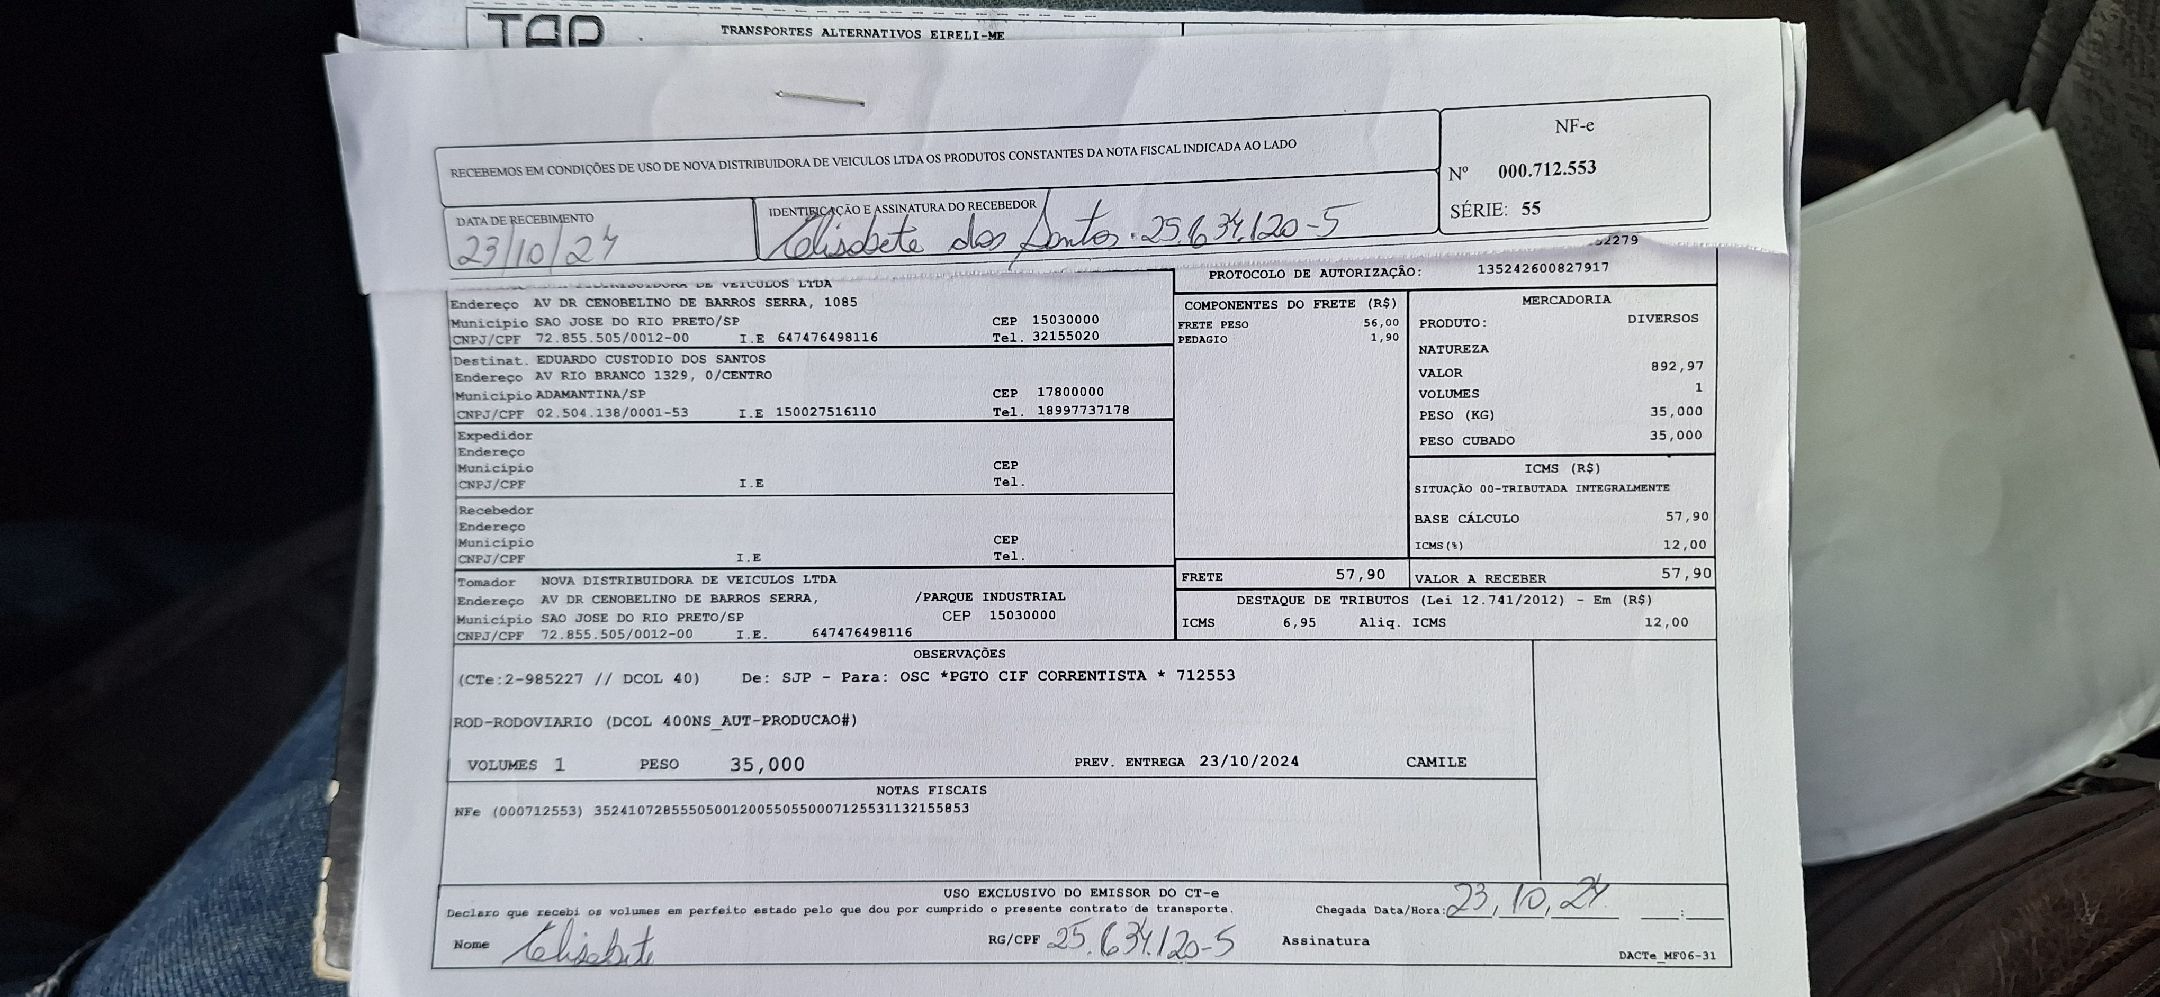 TAP
TRANSPORTES ALTERNATIVOS EIRELI-ME
RECEBEMOS EM CONDIÇÕES DE USO DE NOVA DISTRIBUIDORA DE VEICULOS LTDA OS PRODUTOS CONSTANTES DA NOTA FISCAL INDICADA AO LADO
NF-e
Nº 000.712.553
SÉRIE: 55
DATA DE RECEBIMENTO
23/10/24
IDENTIFICAÇÃO E ASSINATURA DO RECEBEDOR
Elisabete dos Santos. 25.634.120-5
52279
PROTOCOLO DE AUTORIZAÇÃO: 135242600827917
DE VEICULOS LTDA
Endereço AV DR CENOBELINO DE BARROS SERRA, 1085
Município SAO JOSE DO RIO PRETO/SP CEP 15030000
CNPJ/CPF 72.855.505/0012-00 I.E 647476498116 Tel. 32155020
Destinat. EDUARDO CUSTODIO DOS SANTOS
Endereço AV RIO BRANCO 1329, 0/CENTRO
Município ADAMANTINA/SP CEP 17800000
CNPJ/CPF 02.504.138/0001-53 I.E 150027516110 Tel. 18997737178
Expedidor
Endereço
Município CEP
CNPJ/CPF I.E Tel.
Recebedor
Endereço
Município CEP
CNPJ/CPF I.E Tel.
Tomador NOVA DISTRIBUIDORA DE VEICULOS LTDA
Endereço AV DR CENOBELINO DE BARROS SERRA, /PARQUE INDUSTRIAL
Município SAO JOSE DO RIO PRETO/SP CEP 15030000
CNPJ/CPF 72.855.505/0012-00 I.E. 647476498116
COMPONENTES DO FRETE (R$)
FRETE PESO 56,00
PEDAGIO 1,90
FRETE 57,90
MERCADORIA
PRODUTO: DIVERSOS
NATUREZA
VALOR 892,97
VOLUMES 1
PESO (KG) 35,000
PESO CUBADO 35,000
ICMS (R$)
SITUAÇÃO 00-TRIBUTADA INTEGRALMENTE
BASE CÁLCULO 57,90
ICMS(%) 12,00
VALOR A RECEBER 57,90
DESTAQUE DE TRIBUTOS (Lei 12.741/2012) - Em (R$)
ICMS 6,95 Aliq. ICMS 12,00
OBSERVAÇÕES
(CTe:2-985227 // DCOL 40) De: SJP - Para: OSC *PGTO CIF CORRENTISTA * 712553
ROD-RODOVIARIO (DCOL 400NS_AUT-PRODUCAO#)
VOLUMES 1 PESO 35,000 PREV. ENTREGA 23/10/2024 CAMILE
NOTAS FISCAIS
NFe (000712553) 35241072855505001200550550007125531132155853
USO EXCLUSIVO DO EMISSOR DO CT-e
Declaro que recebi os volumes em perfeito estado pelo que dou por cumprido o presente contrato de transporte. Chegada Data/Hora: 23, 10, 24 __:__
Nome Elisabete RG/CPF 25.634.120-5 Assinatura
DACTe_MF06-31